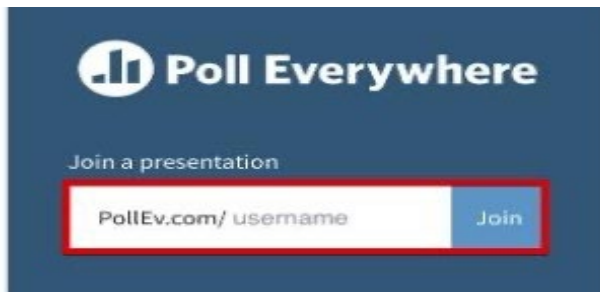 Poll Everywhere
Join a presentation
PollEv.com/ username Join